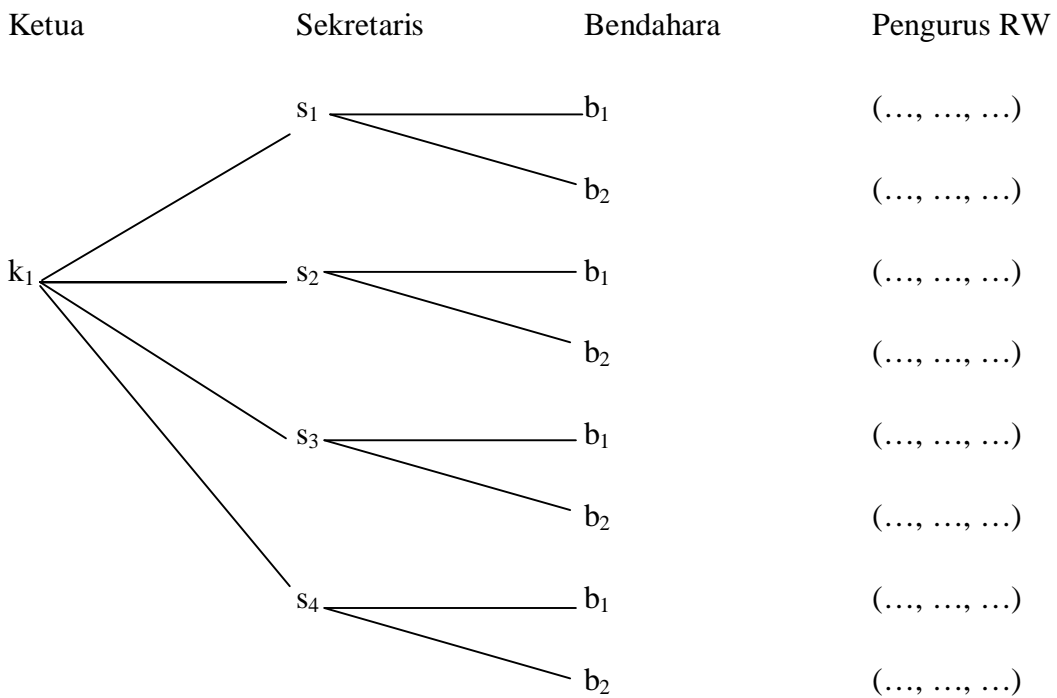 Ketua Sekretaris Bendahara Pengurus RW
s₁ b₁ (…, …, …)
b₂ (…, …, …)
k₁ s₂ b₁ (…, …, …)
b₂ (…, …, …)
s₃ b₁ (…, …, …)
b₂ (…, …, …)
s₄ b₁ (…, …, …)
b₂ (…, …, …)